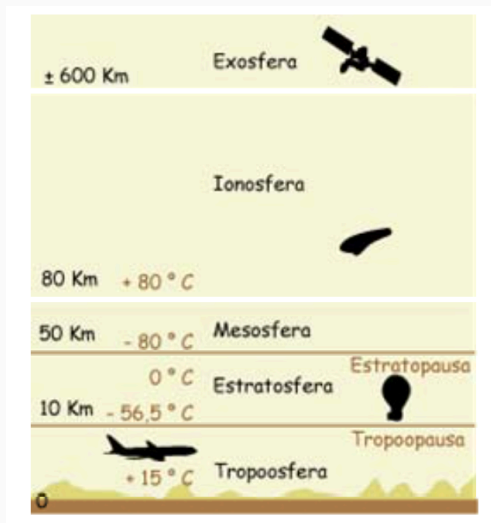 Exosfera
± 600 Km
Ionosfera
80 Km + 80 ° C
50 Km - 80 ° C Mesosfera
Estratopausa
0 ° C Estratosfera
10 Km - 56,5 ° C
Tropoopausa
+ 15 ° C Tropoosfera
0